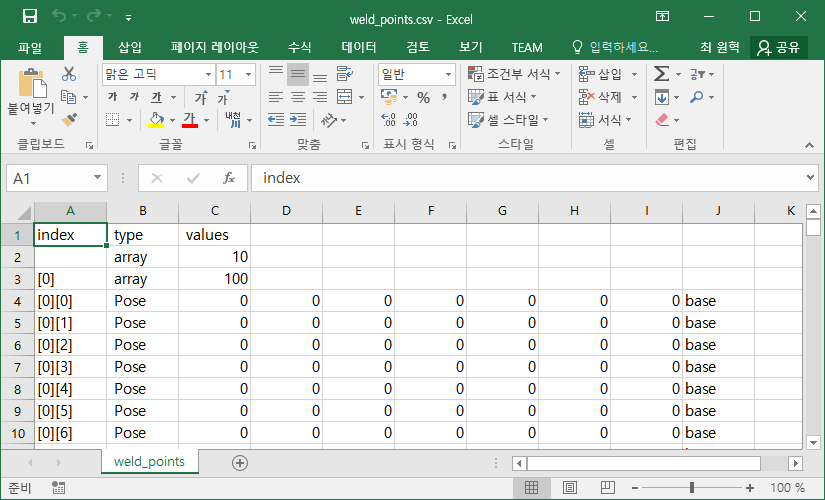 weld_points.csv - Excel
파일 홈 삽입 페이지 레이아웃 수식 데이터 검토 보기 TEAM 입력하세요... 최 원혁 공유
붙여넣기 맑은 고딕 11 일반 조건부 서식 삽입
가 가 가 가 가 % , 표 서식 삭제
가 내천 셀 스타일 서식
클립보드 글꼴 맞춤 표시 형식 스타일 셀 편집
A1 fx index
A B C D E F G H I J K
1 index type values
2 array 10
3 [0] array 100
4 [0][0] Pose 0 0 0 0 0 0 0 base
5 [0][1] Pose 0 0 0 0 0 0 0 base
6 [0][2] Pose 0 0 0 0 0 0 0 base
7 [0][3] Pose 0 0 0 0 0 0 0 base
8 [0][4] Pose 0 0 0 0 0 0 0 base
9 [0][5] Pose 0 0 0 0 0 0 0 base
10 [0][6] Pose 0 0 0 0 0 0 0 base
weld_points
준비 100 %